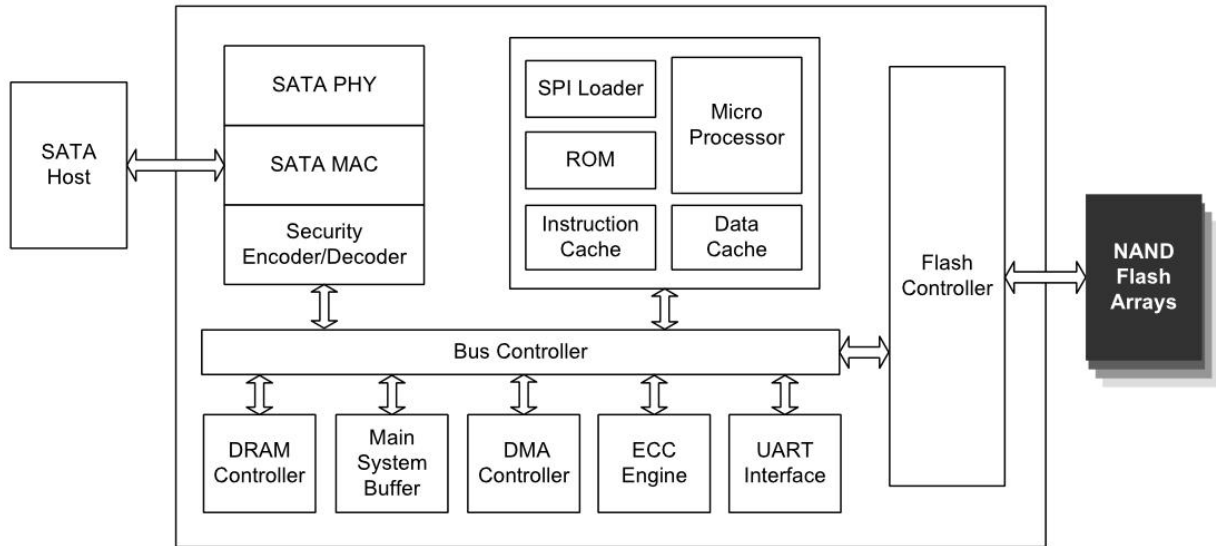 SATA
Host
SATA PHY
SATA MAC
Security
Encoder/Decoder
SPI Loader
ROM
Instruction
Cache
Micro
Processor
Data
Cache
Flash
Controller
NAND
Flash
Arrays
Bus Controller
DRAM
Controller
Main
System
Buffer
DMA
Controller
ECC
Engine
UART
Interface